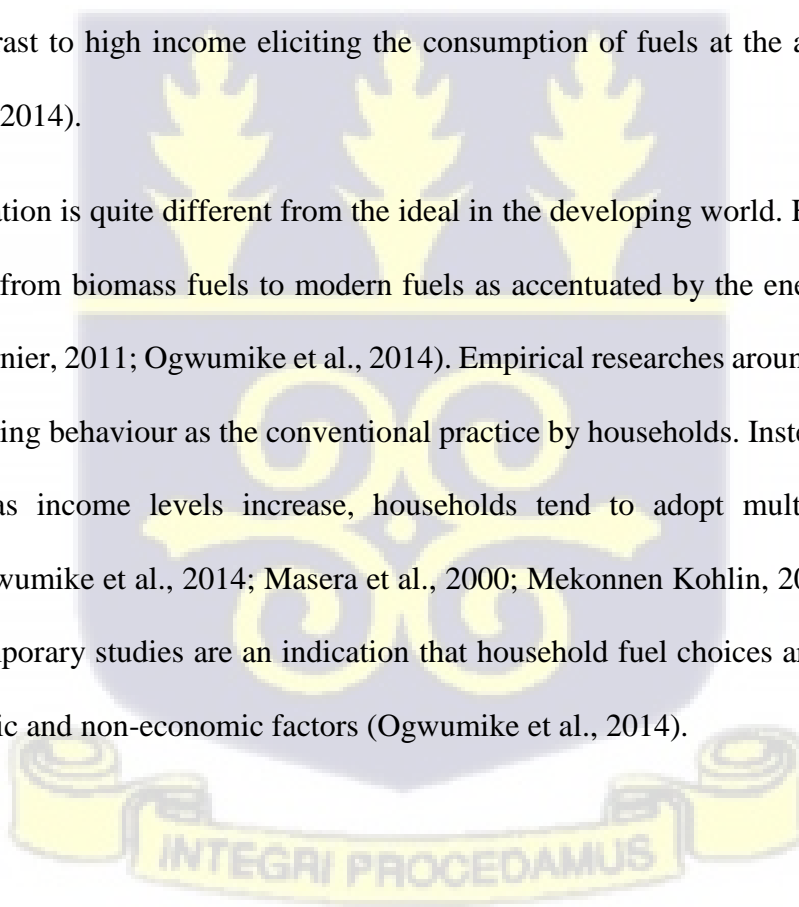 rast to high income eliciting the consumption of fuels at the a
2014).
ation is quite different from the ideal in the developing world.
from biomass fuels to modern fuels as accentuated by the ene
nier, 2011; Ogwumike et al., 2014). Empirical researches aroun
ing behaviour as the conventional practice by households. Inste
as income levels increase, households tend to adopt mult
wumike et al., 2014; Masera et al., 2000; Mekonnen Kohlin, 20
porary studies are an indication that household fuel choices ar
ic and non-economic factors (Ogwumike et al., 2014).
INTEGRI PROCEDAMUS